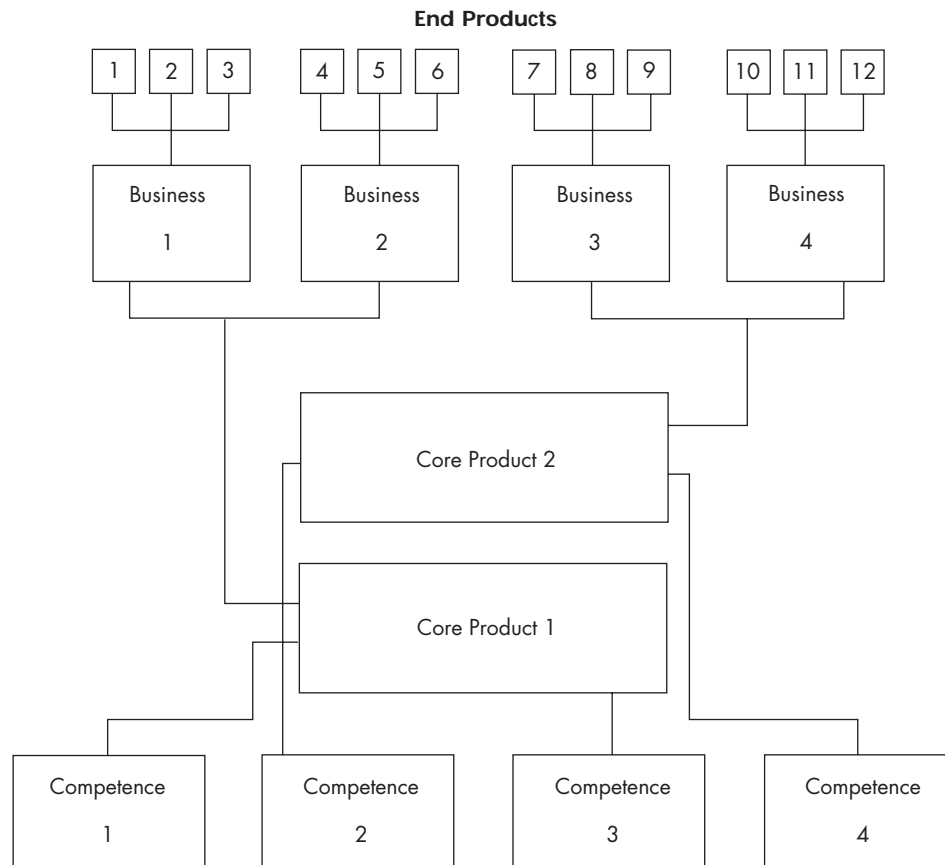 End Products
1 2 3 4 5 6 7 8 9 10 11 12
Business Business Business Business
1 2 3 4
Core Product 2
Core Product 1
Competence Competence Competence Competence
1 2 3 4